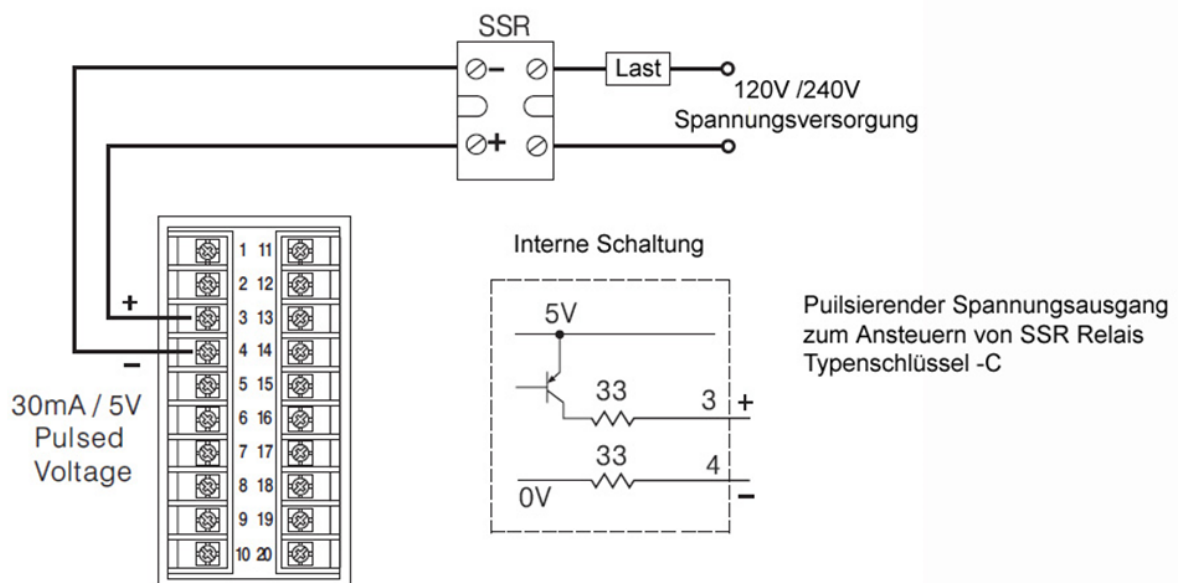 SSR
−
+
Last
120V /240V
Spannungsversorgung
+
−
1 11
2 12
3 13
4 14
5 15
6 16
7 17
8 18
9 19
10 20
30mA / 5V
Pulsed
Voltage
Interne Schaltung
5V
33
3 +
33
4
−
0V
Puilsierender Spannungsausgang
zum Ansteuern von SSR Relais
Typenschlüssel -C